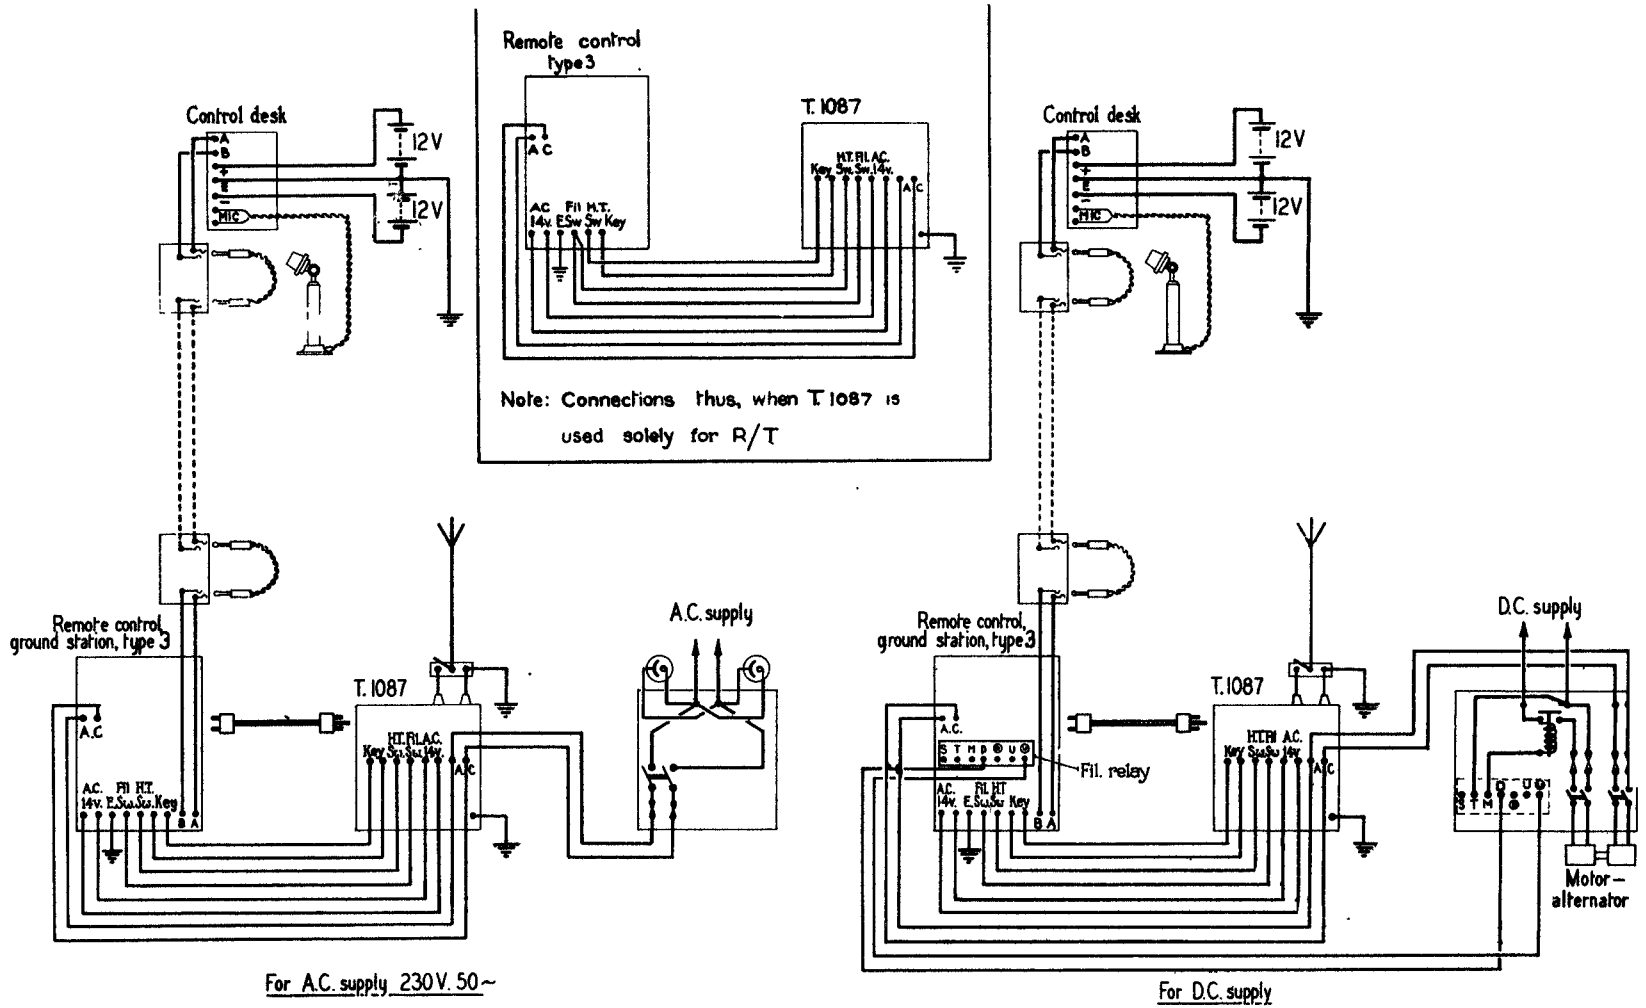 Remote control
type 3
A C
AC Fil H.T.
14v. E.Sw Sw Key
T. 1087
H.T. Fil. A.C.
Key Sw. Sw. 14v.
A C
Note: Connections thus, when T. 1087 is
used solely for R/T
Control desk
A
B
+
E
-
MIC
12V
12V
Remote control,
ground station, type 3
A.C
A.C. Fil H.T.
14v. E.Sw. Sw. Key
B A
T. 1087
H.T. Fil. A.C.
Key Sw. Sw. 14v.
A C
A.C. supply
For A.C. supply 230V. 50~
Control desk
A
B
+
E
-
MIC
12V
12V
Remote control,
ground station, type 3
A.C.
S T M D U
Fil. relay
A.C. Fil. H.T
14v. E.Sw Sw Key
B A
T. 1087
H.T. Fil A.C.
Key Sw Sw 14v
A C
D.C. supply
S T M D U
Motor-
alternator
For D.C. supply